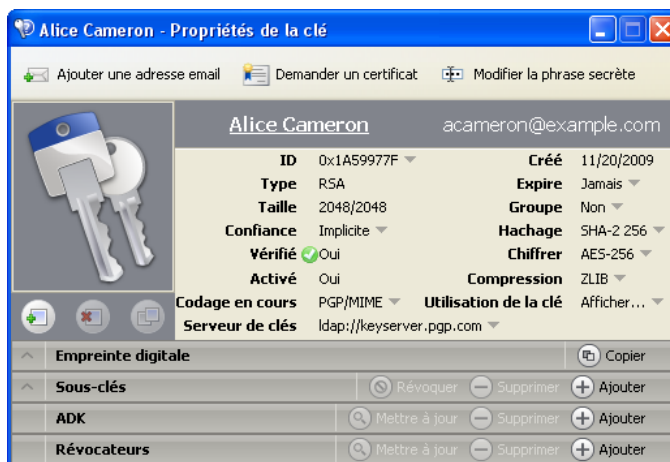 Alice Cameron - Propriétés de la clé
Ajouter une adresse email Demander un certificat Modifier la phrase secrète
Alice Cameron acameron@example.com
ID 0x1A59977F Créé 11/20/2009
Type RSA Expire Jamais
Taille 2048/2048 Groupe Non
Confiance Implicite Hachage SHA-2 256
Vérifié Oui Chiffrer AES-256
Activé Oui Compression ZLIB
Codage en cours PGP/MIME Utilisation de la clé Afficher...
Serveur de clés ldap://keyserver.pgp.com
Empreinte digitale Copier
Sous-clés Révoquer Supprimer Ajouter
ADK Mettre à jour Supprimer Ajouter
Révocateurs Mettre à jour Supprimer Ajouter